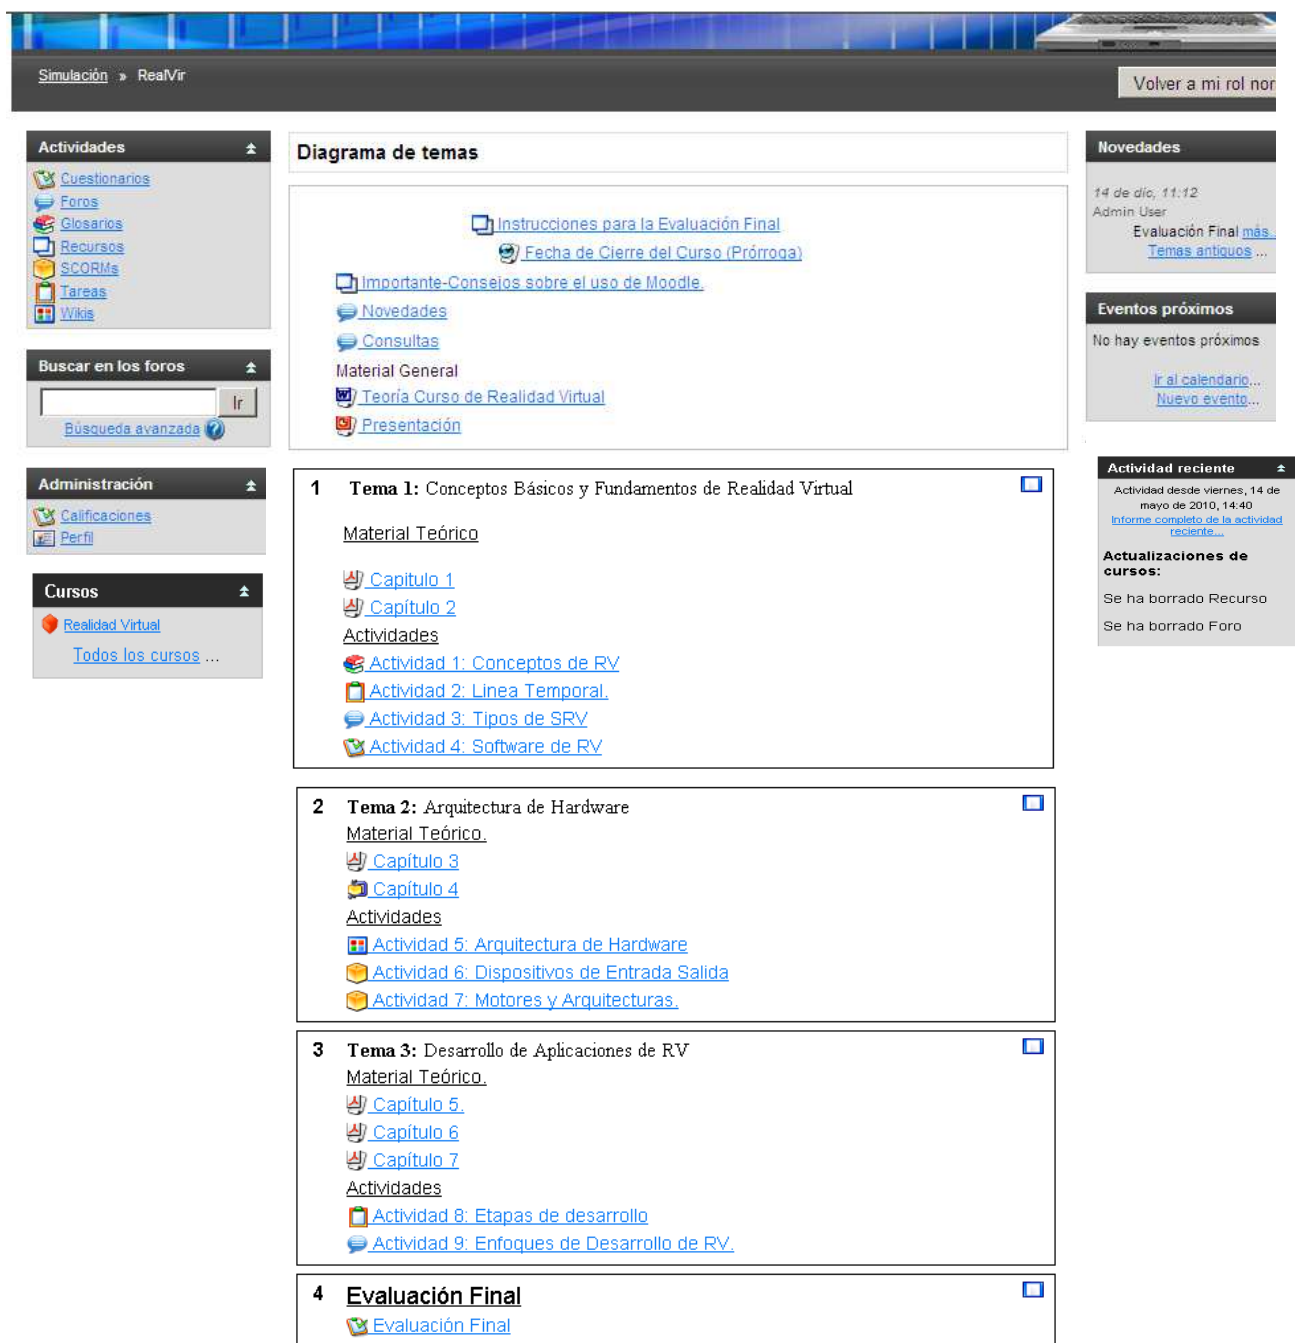 Simulación » RealVir
Volver a mi rol nor
Actividades
Cuestionarios
Foros
Glosarios
Recursos
SCORMs
Tareas
Wikis
Buscar en los foros
Ir
Búsqueda avanzada
Administración
Calificaciones
Perfil
Cursos
Realidad Virtual
Todos los cursos ...
Diagrama de temas
Instrucciones para la Evaluación Final
Fecha de Cierre del Curso (Prórroga)
Importante-Consejos sobre el uso de Moodle.
Novedades
Consultas
Material General
Teoría Curso de Realidad Virtual
Presentación
1 Tema 1: Conceptos Básicos y Fundamentos de Realidad Virtual
Material Teórico
Capitulo 1
Capítulo 2
Actividades
Actividad 1: Conceptos de RV
Actividad 2: Linea Temporal.
Actividad 3: Tipos de SRV
Actividad 4: Software de RV
2 Tema 2: Arquitectura de Hardware
Material Teórico.
Capítulo 3
Capítulo 4
Actividades
Actividad 5: Arquitectura de Hardware
Actividad 6: Dispositivos de Entrada Salida
Actividad 7: Motores y Arquitecturas.
3 Tema 3: Desarrollo de Aplicaciones de RV
Material Teórico.
Capítulo 5.
Capítulo 6
Capítulo 7
Actividades
Actividad 8: Etapas de desarrollo
Actividad 9: Enfoques de Desarrollo de RV.
4 Evaluación Final
Evaluación Final
Novedades
14 de dic, 11:12
Admin User
Evaluación Final más..
Temas antiguos ...
Eventos próximos
No hay eventos próximos
Ir al calendario...
Nuevo evento...
Actividad reciente
Actividad desde viernes, 14 de
mayo de 2010, 14:40
Informe completo de la actividad
reciente...
Actualizaciones de
cursos:
Se ha borrado Recurso
Se ha borrado Foro